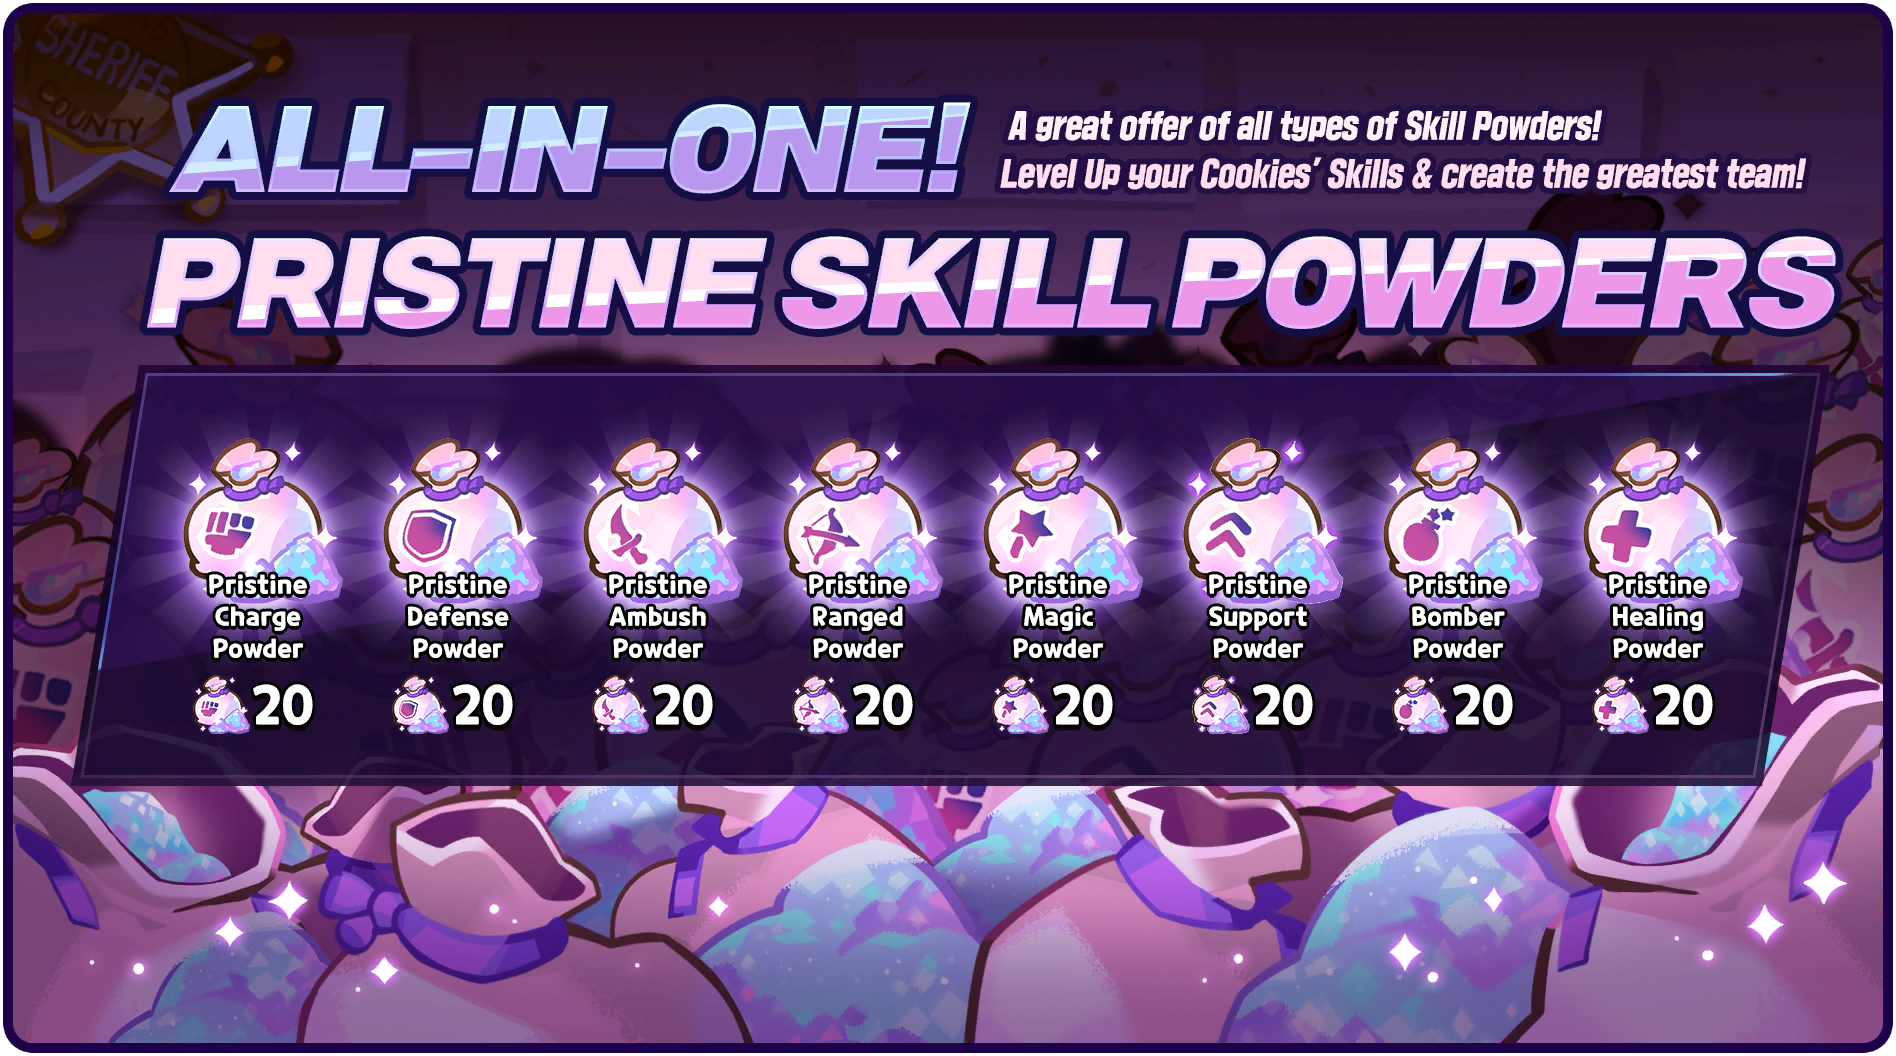 SHERIFF
COUNTY
ALL-IN-ONE!
A great offer of all types of Skill Powders!
Level Up your Cookies' Skills & create the greatest team!
PRISTINE SKILL POWDERS
Pristine
Charge
Powder
20
Pristine
Defense
Powder
20
Pristine
Ambush
Powder
20
Pristine
Ranged
Powder
20
Pristine
Magic
Powder
20
Pristine
Support
Powder
20
Pristine
Bomber
Powder
20
Pristine
Healing
Powder
20